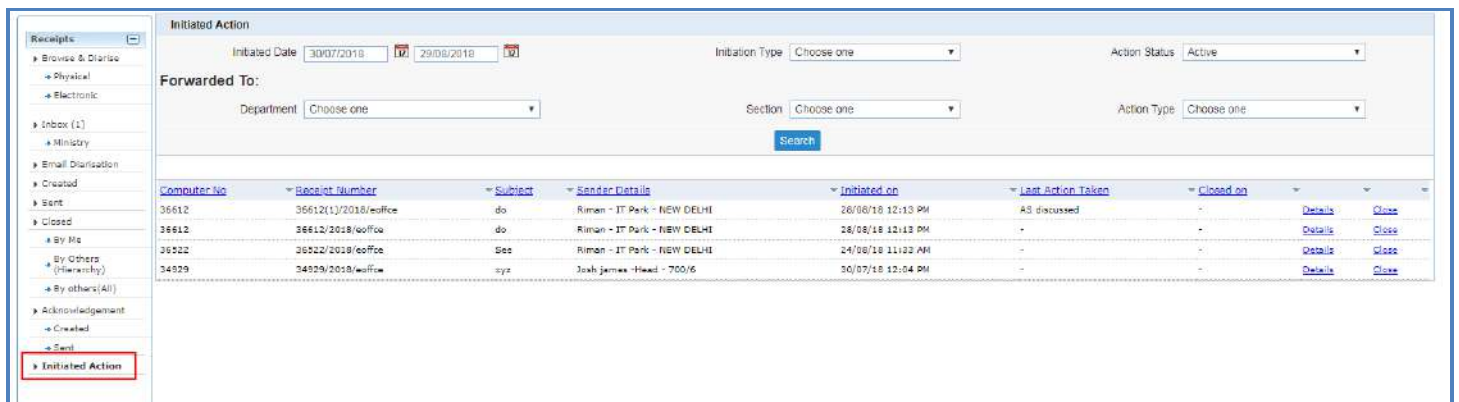 Receipts
Browse & Diarise
Physical
Electronic
Inbox (1)
Ministry
Email Diarisation
Created
Sent
Closed
By Me
By Others
(Hierarchy)
By others(All)
Acknowledgement
Created
Sent
Initiated Action
Initiated Action
Initiated Date 30/07/2018 29/08/2018 Initiation Type Choose one Action Status Active
Forwarded To:
Department Choose one Section Choose one Action Type Choose one
Search
Computer No Receipt Number Subject Sender Details Initiated on Last Action Taken Closed on
36612 36612(1)/2018/eoffce do Riman - IT Park - NEW DELHI 28/08/18 12:13 PM AS discussed - Details Close
36612 36612/2018/eoffce do Riman - IT Park - NEW DELHI 28/08/18 12:13 PM - - Details Close
36522 36522/2018/eoffce See Riman - IT Park - NEW DELHI 24/08/18 11:33 AM - - Details Close
34929 34929/2018/eoffce xyz Josh james -Head - 700/6 30/07/18 12:04 PM - - Details Close